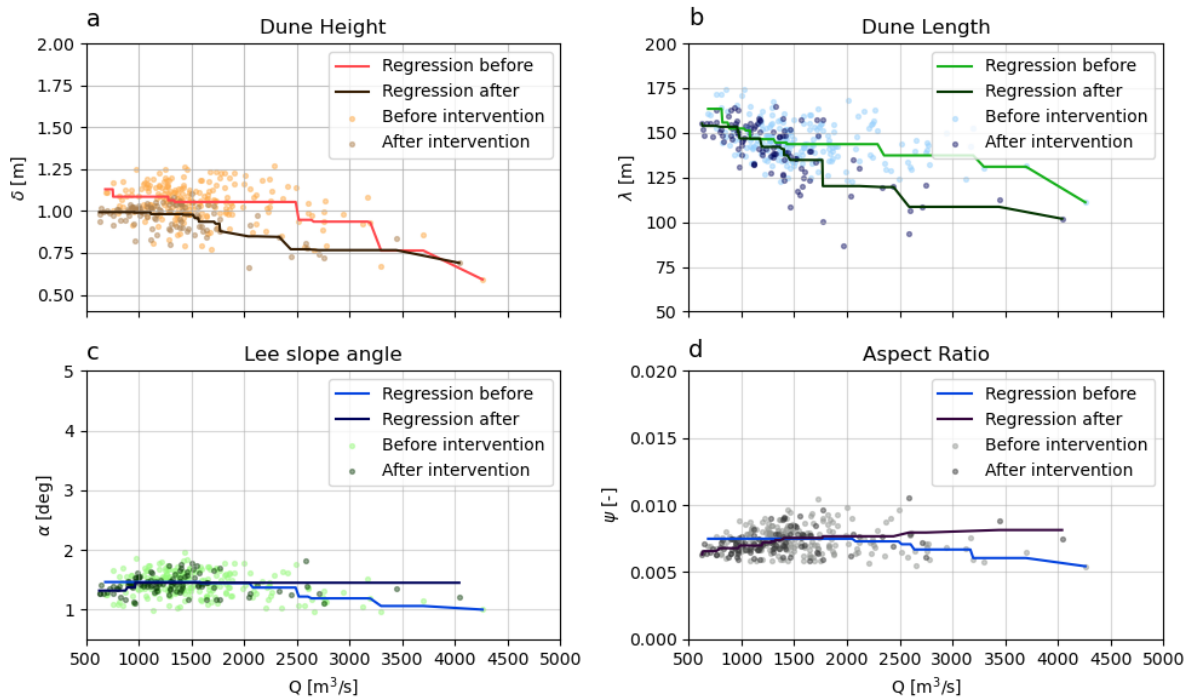 a
Dune Height
2.00
1.75
1.50
1.25
1.00
0.75
0.50
δ [m]
Regression before
Regression after
Before intervention
After intervention
b
Dune Length
200
175
150
125
100
75
50
λ [m]
Regression before
Regression after
Before intervention
After intervention
c
Lee slope angle
5
4
3
2
1
α [deg]
Regression before
Regression after
Before intervention
After intervention
500 1000 1500 2000 2500 3000 3500 4000 4500 5000
Q [m³/s]
d
Aspect Ratio
0.020
0.015
0.010
0.005
0.000
ψ [-]
Regression before
Regression after
Before intervention
After intervention
500 1000 1500 2000 2500 3000 3500 4000 4500 5000
Q [m³/s]